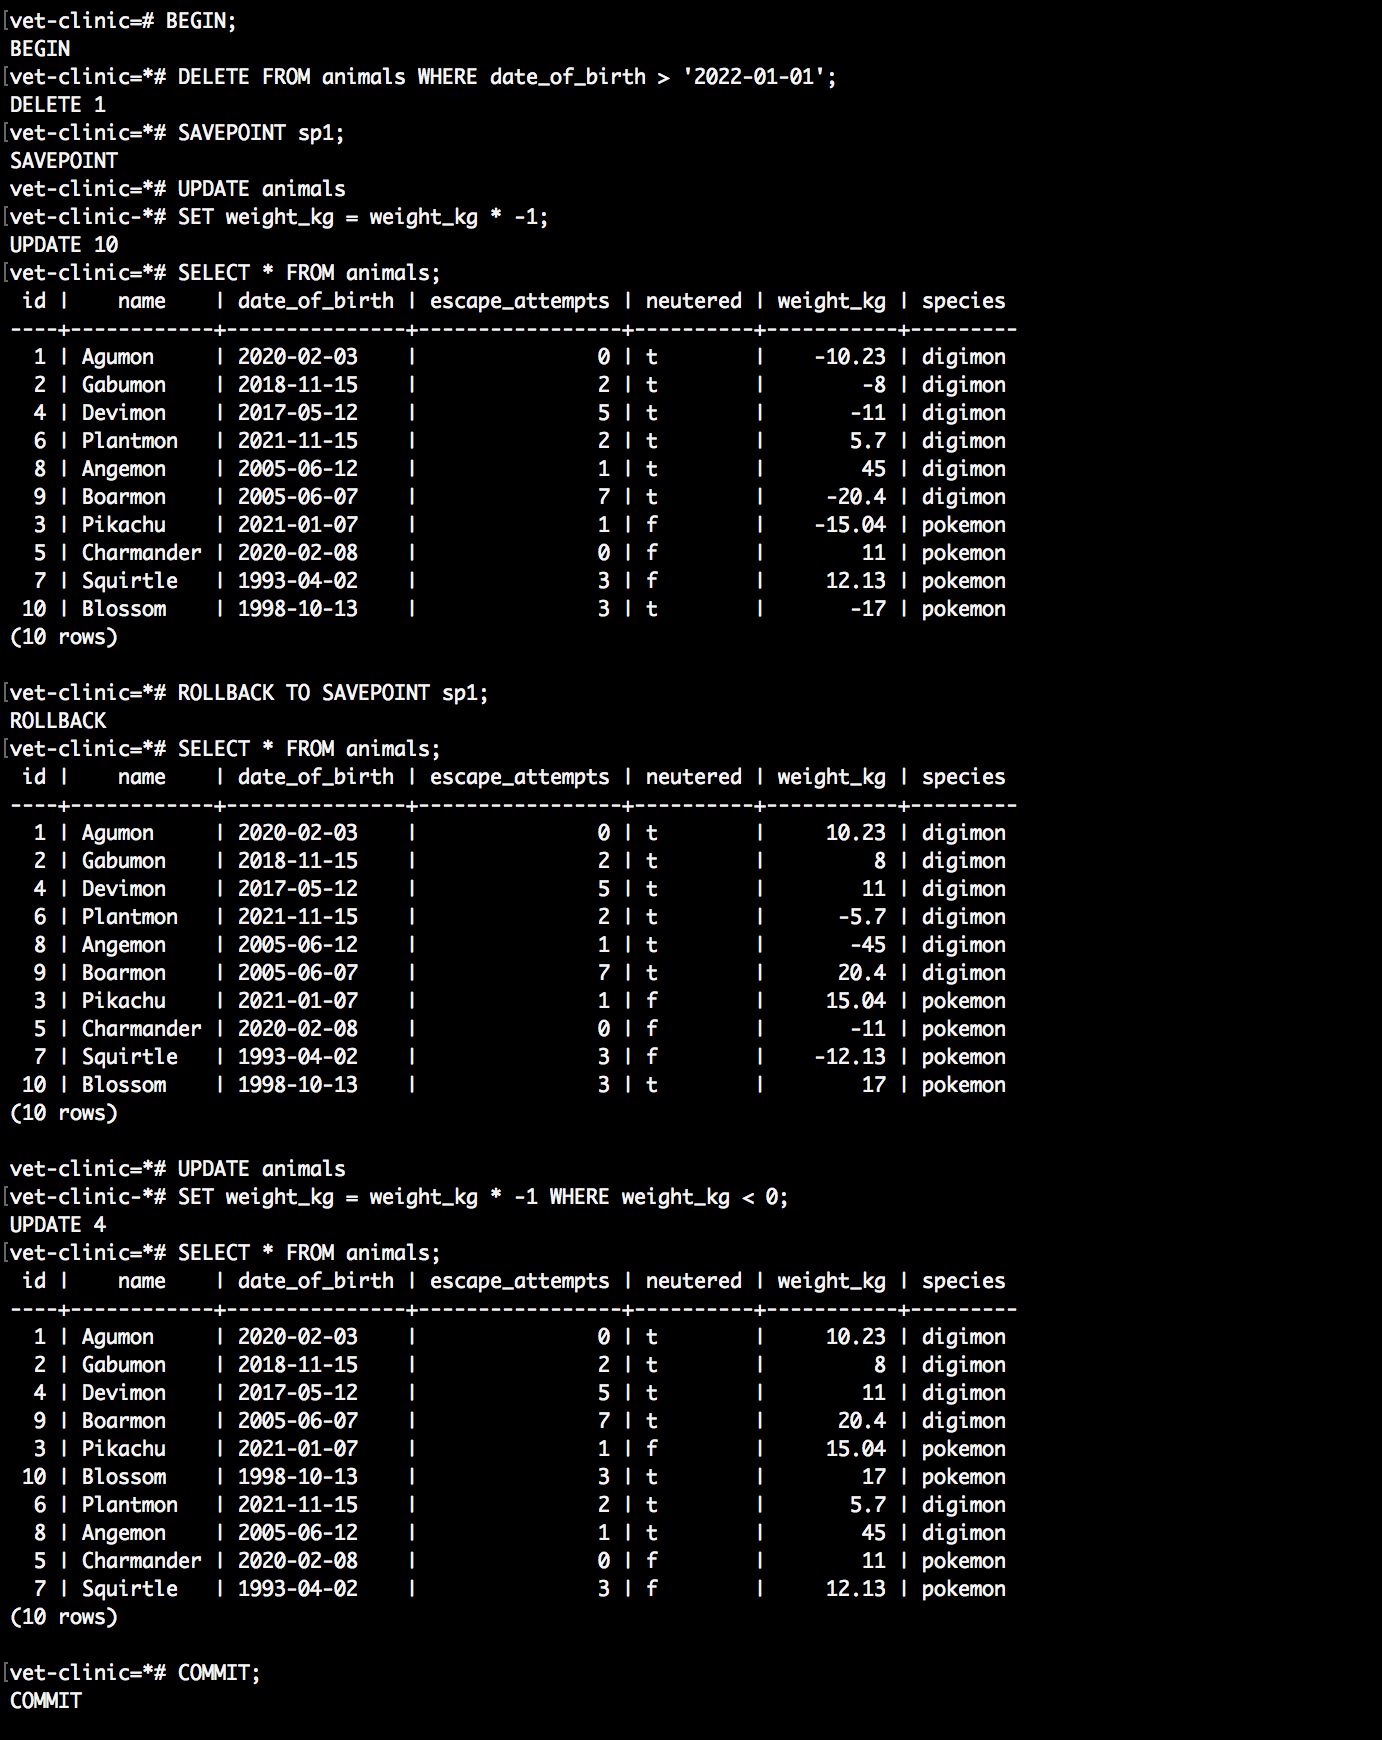 [vet-clinic=# BEGIN;
BEGIN
[vet-clinic=*# DELETE FROM animals WHERE date_of_birth > '2022-01-01';
DELETE 1
[vet-clinic=*# SAVEPOINT sp1;
SAVEPOINT
vet-clinic=*# UPDATE animals
[vet-clinic-*# SET weight_kg = weight_kg * -1;
UPDATE 10
[vet-clinic=*# SELECT * FROM animals;
 id |    name    | date_of_birth | escape_attempts | neutered | weight_kg | species
----+------------+---------------+-----------------+----------+-----------+---------
  1 | Agumon     | 2020-02-03    |               0 | t        |    -10.23 | digimon
  2 | Gabumon    | 2018-11-15    |               2 | t        |        -8 | digimon
  4 | Devimon    | 2017-05-12    |               5 | t        |       -11 | digimon
  6 | Plantmon   | 2021-11-15    |               2 | t        |       5.7 | digimon
  8 | Angemon    | 2005-06-12    |               1 | t        |        45 | digimon
  9 | Boarmon    | 2005-06-07    |               7 | t        |     -20.4 | digimon
  3 | Pikachu    | 2021-01-07    |               1 | f        |    -15.04 | pokemon
  5 | Charmander | 2020-02-08    |               0 | f        |        11 | pokemon
  7 | Squirtle   | 1993-04-02    |               3 | f        |     12.13 | pokemon
 10 | Blossom    | 1998-10-13    |               3 | t        |       -17 | pokemon
(10 rows)

[vet-clinic=*# ROLLBACK TO SAVEPOINT sp1;
ROLLBACK
[vet-clinic=*# SELECT * FROM animals;
 id |    name    | date_of_birth | escape_attempts | neutered | weight_kg | species
----+------------+---------------+-----------------+----------+-----------+---------
  1 | Agumon     | 2020-02-03    |               0 | t        |     10.23 | digimon
  2 | Gabumon    | 2018-11-15    |               2 | t        |         8 | digimon
  4 | Devimon    | 2017-05-12    |               5 | t        |        11 | digimon
  6 | Plantmon   | 2021-11-15    |               2 | t        |      -5.7 | digimon
  8 | Angemon    | 2005-06-12    |               1 | t        |       -45 | digimon
  9 | Boarmon    | 2005-06-07    |               7 | t        |      20.4 | digimon
  3 | Pikachu    | 2021-01-07    |               1 | f        |     15.04 | pokemon
  5 | Charmander | 2020-02-08    |               0 | f        |       -11 | pokemon
  7 | Squirtle   | 1993-04-02    |               3 | f        |    -12.13 | pokemon
 10 | Blossom    | 1998-10-13    |               3 | t        |        17 | pokemon
(10 rows)

vet-clinic=*# UPDATE animals
[vet-clinic-*# SET weight_kg = weight_kg * -1 WHERE weight_kg < 0;
UPDATE 4
[vet-clinic=*# SELECT * FROM animals;
 id |    name    | date_of_birth | escape_attempts | neutered | weight_kg | species
----+------------+---------------+-----------------+----------+-----------+---------
  1 | Agumon     | 2020-02-03    |               0 | t        |     10.23 | digimon
  2 | Gabumon    | 2018-11-15    |               2 | t        |         8 | digimon
  4 | Devimon    | 2017-05-12    |               5 | t        |        11 | digimon
  9 | Boarmon    | 2005-06-07    |               7 | t        |      20.4 | digimon
  3 | Pikachu    | 2021-01-07    |               1 | f        |     15.04 | pokemon
 10 | Blossom    | 1998-10-13    |               3 | t        |        17 | pokemon
  6 | Plantmon   | 2021-11-15    |               2 | t        |       5.7 | digimon
  8 | Angemon    | 2005-06-12    |               1 | t        |        45 | digimon
  5 | Charmander | 2020-02-08    |               0 | f        |        11 | pokemon
  7 | Squirtle   | 1993-04-02    |               3 | f        |     12.13 | pokemon
(10 rows)

[vet-clinic=*# COMMIT;
COMMIT